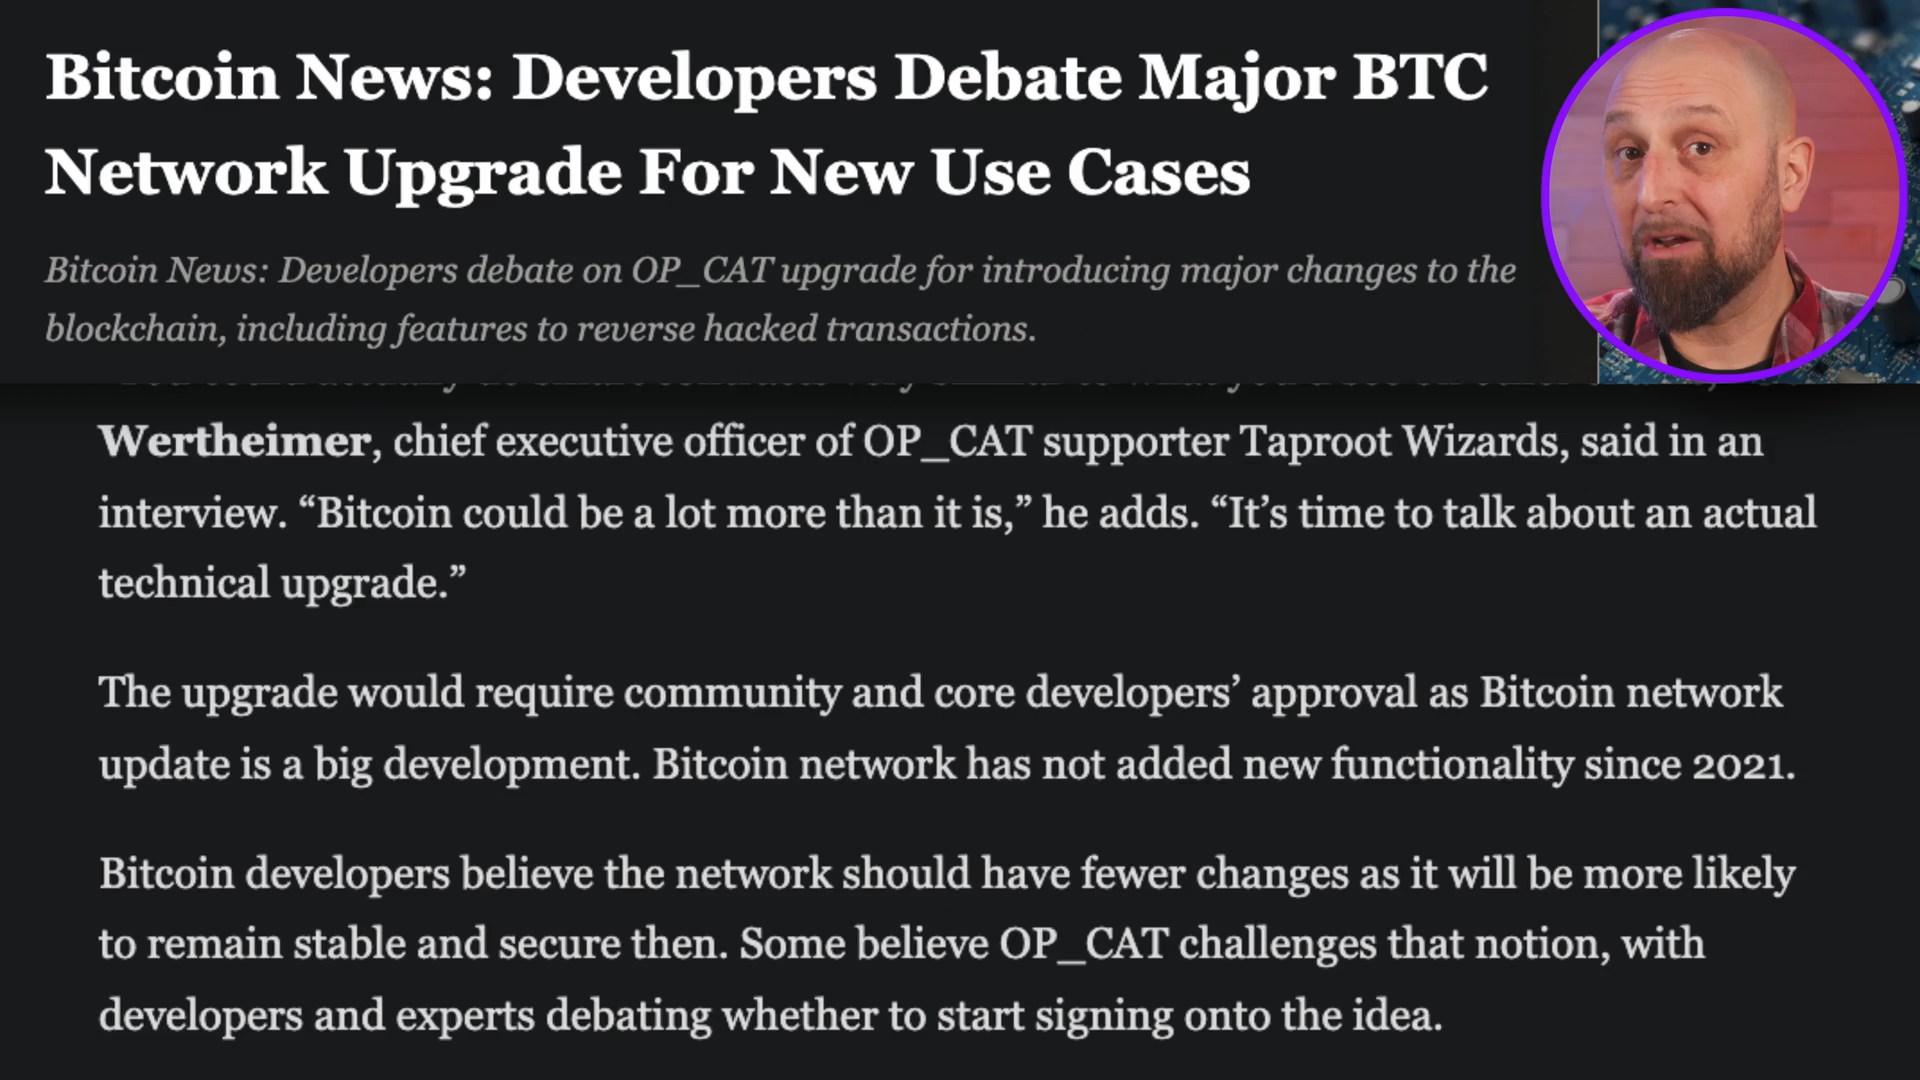 Bitcoin News: Developers Debate Major BTC
Network Upgrade For New Use Cases
Bitcoin News: Developers debate on OP_CAT upgrade for introducing major changes to the
blockchain, including features to reverse hacked transactions.
Wertheimer, chief executive officer of OP_CAT supporter Taproot Wizards, said in an
interview. “Bitcoin could be a lot more than it is,” he adds. “It’s time to talk about an actual
technical upgrade.”
The upgrade would require community and core developers’ approval as Bitcoin network
update is a big development. Bitcoin network has not added new functionality since 2021.
Bitcoin developers believe the network should have fewer changes as it will be more likely
to remain stable and secure then. Some believe OP_CAT challenges that notion, with
developers and experts debating whether to start signing onto the idea.